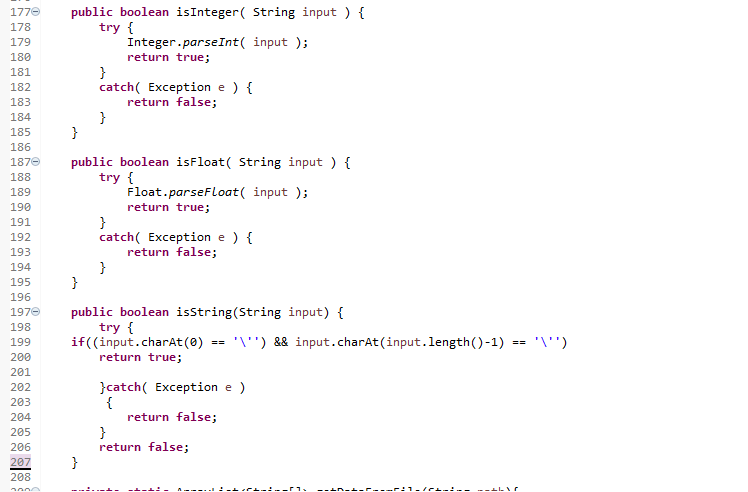 177 public boolean isInteger( String input ) {
178 try {
179 Integer.parseInt( input );
180 return true;
181 }
182 catch( Exception e ) {
183 return false;
184 }
185 }
186
187 public boolean isFloat( String input ) {
188 try {
189 Float.parseFloat( input );
190 return true;
191 }
192 catch( Exception e ) {
193 return false;
194 }
195 }
196
197 public boolean isString(String input) {
198 try {
199 if((input.charAt(0) == '\'') && input.charAt(input.length()-1) == '\'')
200 return true;
201
202 }catch( Exception e )
203 {
204 return false;
205 }
206 return false;
207 }
208